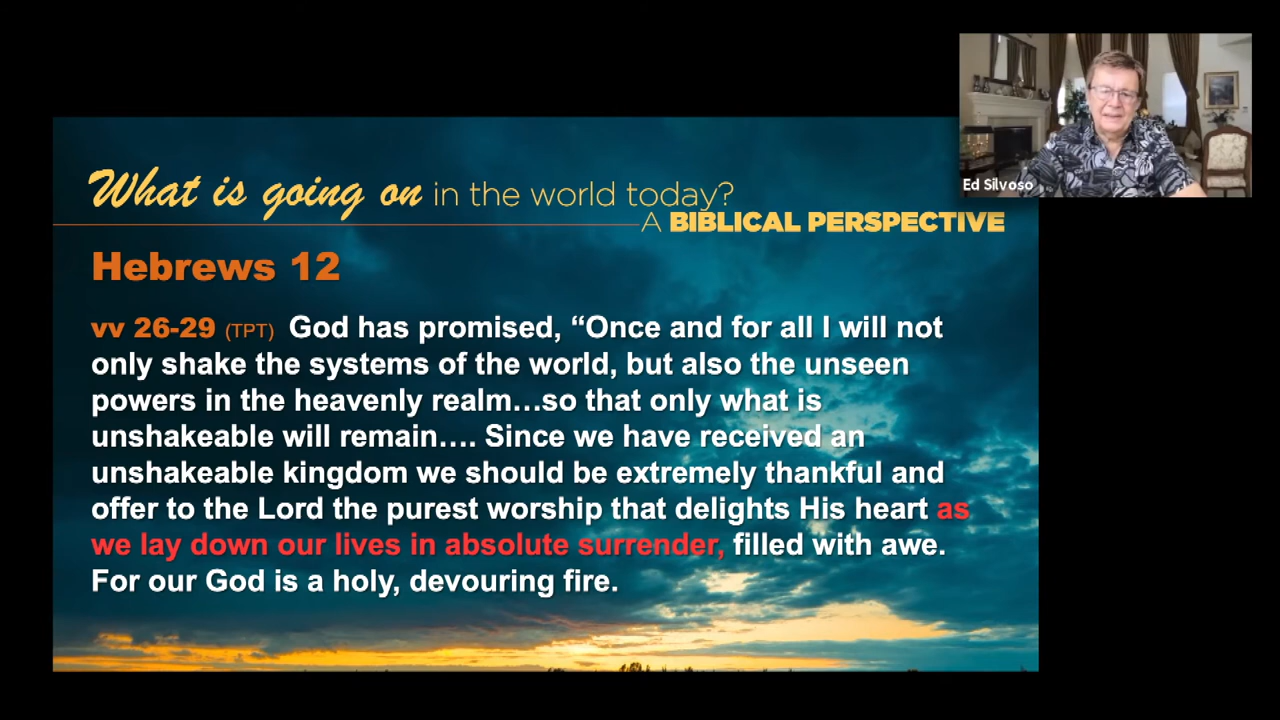 What is going on in the world today?
A BIBLICAL PERSPECTIVE
Hebrews 12
vv 26-29 (TPT) God has promised, “Once and for all I will not
only shake the systems of the world, but also the unseen
powers in the heavenly realm…so that only what is
unshakeable will remain…. Since we have received an
unshakeable kingdom we should be extremely thankful and
offer to the Lord the purest worship that delights His heart as
we lay down our lives in absolute surrender, filled with awe.
For our God is a holy, devouring fire.
Ed Silvoso